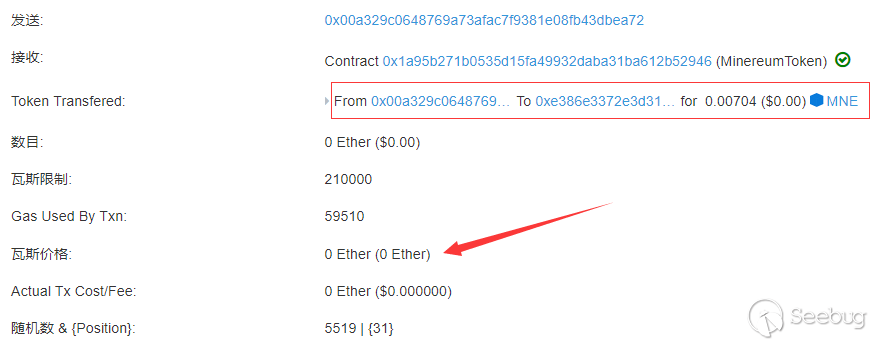 发送: 0x00a329c0648769a73afac7f9381e08fb43dbea72
接收: Contract 0x1a95b271b0535d15fa49932daba31ba612b52946 (MinereumToken)
Token Transfered: From 0x00a329c0648769... To 0xe386e3372e3d31... for 0.00704 ($0.00) MNE
数目: 0 Ether ($0.00)
瓦斯限制: 210000
Gas Used By Txn: 59510
瓦斯价格: 0 Ether (0 Ether)
Actual Tx Cost/Fee: 0 Ether ($0.000000)
随机数 & {Position}: 5519 | {31}
Seebug